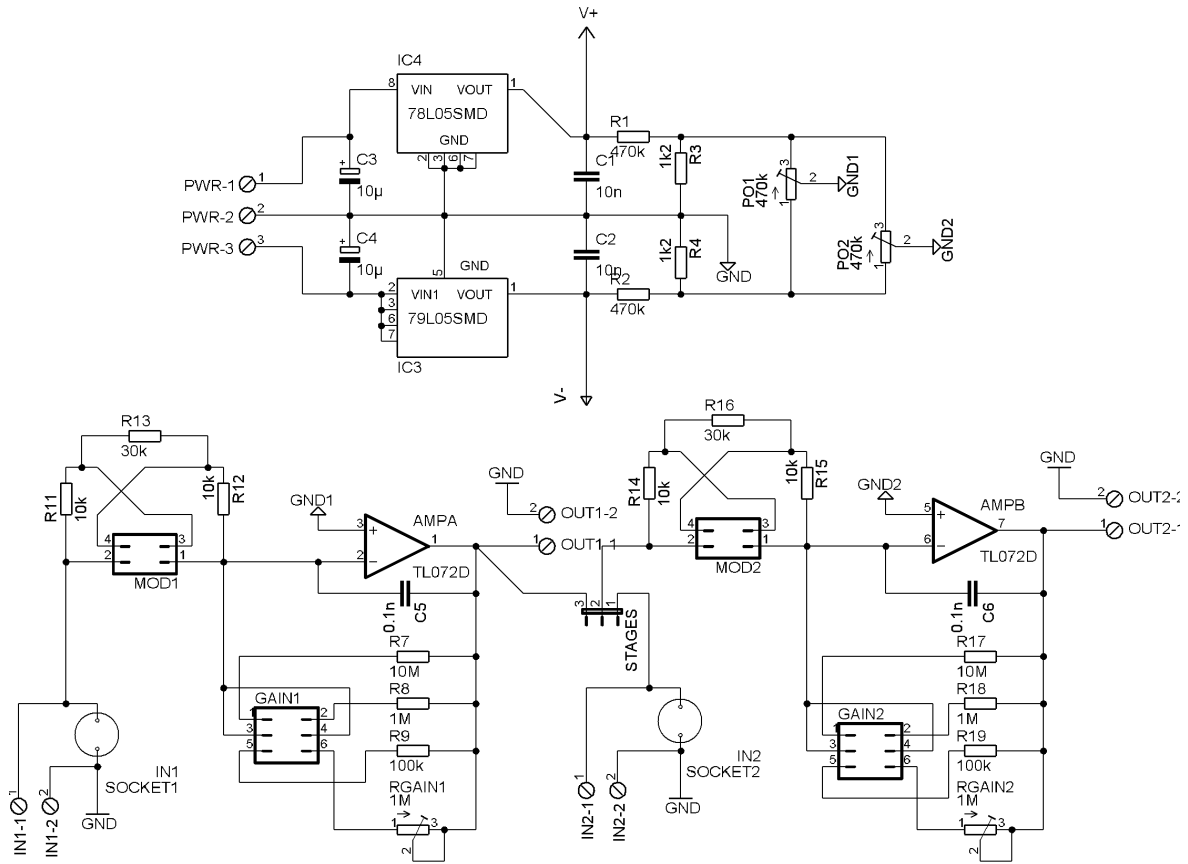 V+
IC4
8 VIN VOUT 1
78L05SMD
GND
2 3 6 7
R1
470k
C3
+
10µ
C1
10n
1k2
R3
PO1
470k
3
2
1
GND1
PWR-1 1
PWR-2 2
PWR-3 3
C4
+
10µ
C2
10n
1k2
R4
GND
PO2
470k
3
2
1
GND2
5
GND
2 VIN1 VOUT 1
3
6
7
79L05SMD
IC3
R2
470k
V-
R13
30k
R11
10k
10k
R12
4 3
2 1
MOD1
GND1
3 +
2 −
AMPA
1
TL072D
GND
2 OUT1-2
1 OUT1-1
0.1n
C5
R7
10M
R8
1M
R9
100k
RGAIN1
1M
1 3
2
GAIN1
1 2
3 4
5 6
IN1
SOCKET1
1
IN1-1
2
IN1-2
GND
R16
30k
R14
10k
10k
R15
4 3
2 1
MOD2
3 2 1
STAGES
IN2
SOCKET2
1
IN2-1
2
IN2-2
GND
GND2
5 +
6 −
AMPB
7
TL072D
GND
2 OUT2-2
1 OUT2-1
0.1n
C6
R17
10M
R18
1M
R19
100k
RGAIN2
1M
1 3
2
GAIN2
1 2
3 4
5 6